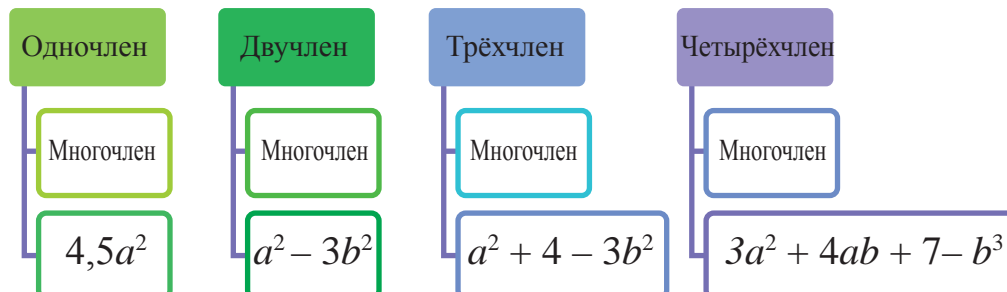 Одночлен Двучлен Трёхчлен Четырёхчлен
Многочлен Многочлен Многочлен Многочлен
4,5a² a² – 3b² a² + 4 – 3b² 3a² + 4ab + 7– b³